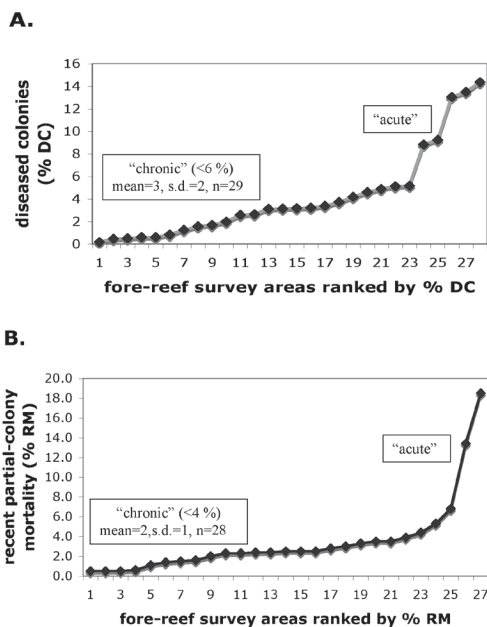 A.
diseased colonies
(% DC)
16
14
12
10
8
6
4
2
0
"acute"
"chronic" (<6 %)
mean=3, s.d.=2, n=29
1 3 5 7 9 11 13 15 17 19 21 23 25 27
fore-reef survey areas ranked by % DC
B.
recent partial-colony
mortality (% RM)
20.0
18.0
16.0
14.0
12.0
10.0
8.0
6.0
4.0
2.0
0.0
"acute"
"chronic" (<4 %)
mean=2,s.d.=1, n=28
1 3 5 7 9 11 13 15 17 19 21 23 25 27
fore-reef survey areas ranked by % RM